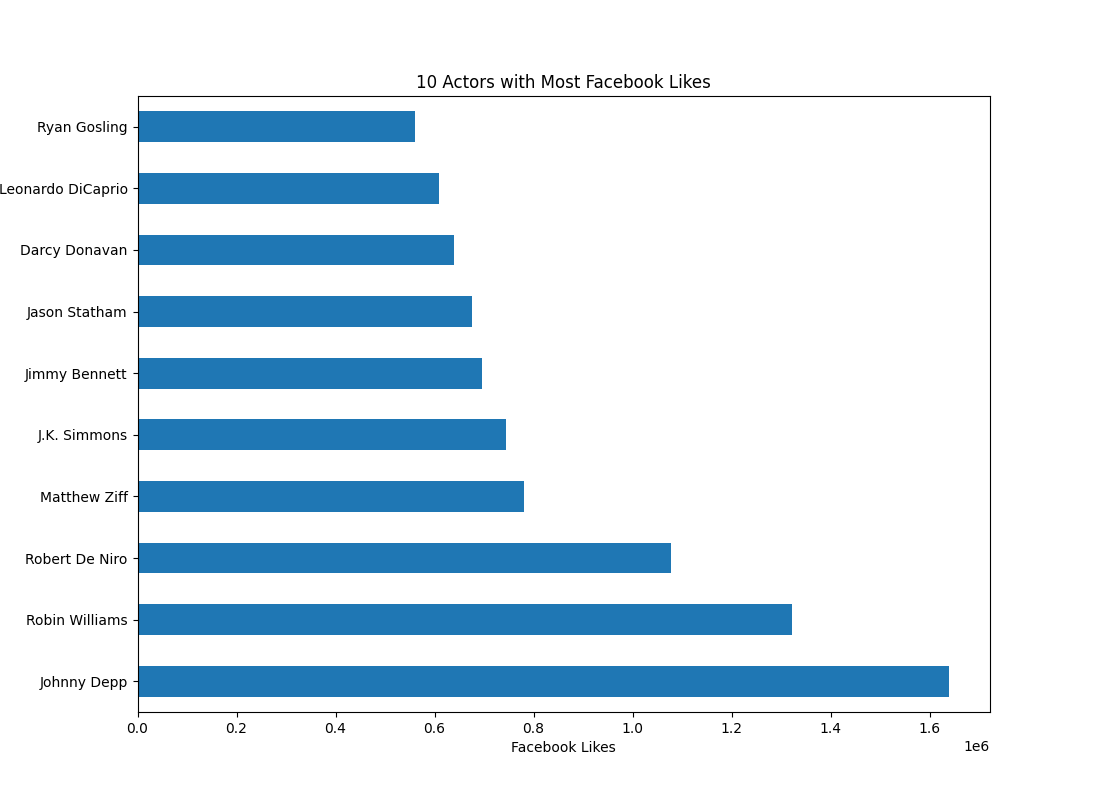 10 Actors with Most Facebook Likes
Ryan Gosling
Leonardo DiCaprio
Darcy Donavan
Jason Statham
Jimmy Bennett
J.K. Simmons
Matthew Ziff
Robert De Niro
Robin Williams
Johnny Depp
0.0 0.2 0.4 0.6 0.8 1.0 1.2 1.4 1.6
1e6
Facebook Likes